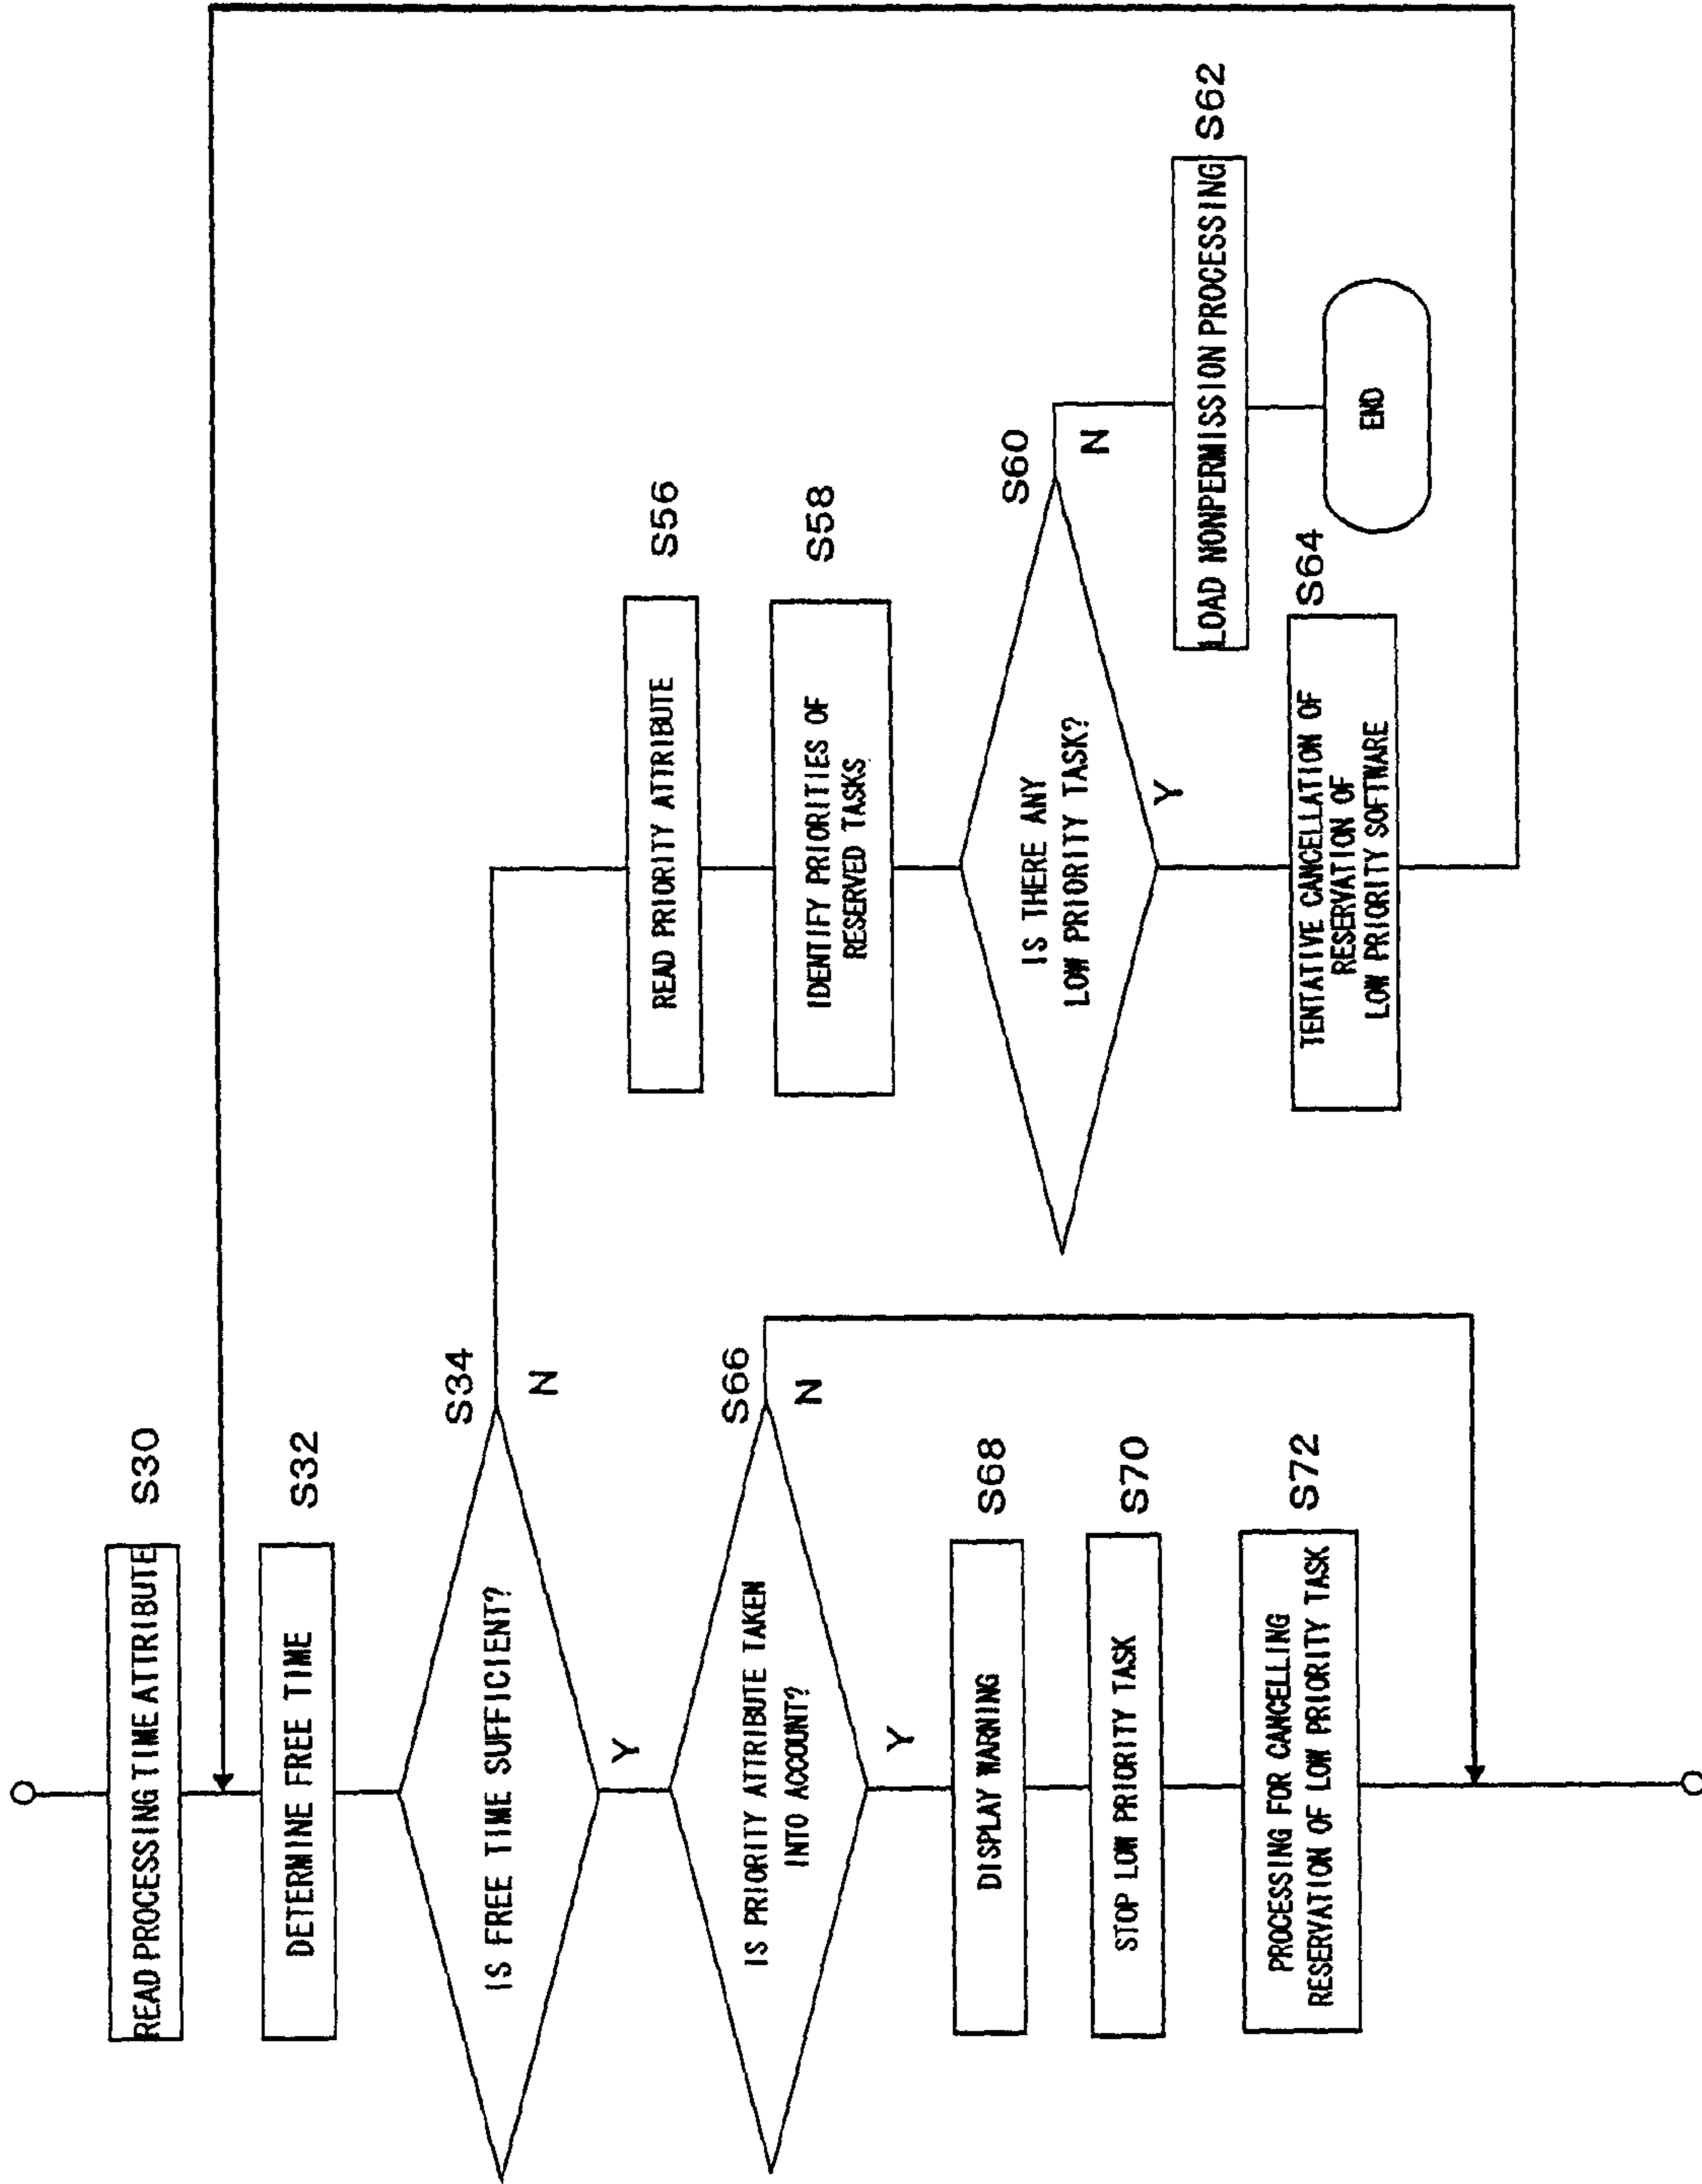 READ PROCESSING TIME ATTRIBUTE
S30
DETERMINE FREE TIME
S32
IS FREE TIME SUFFICIENT?
S34
N
Y
IS PRIORITY ATTRIBUTE TAKEN
INTO ACCOUNT?
S66
N
Y
DISPLAY WARNING
S68
STOP LOW PRIORITY TASK
S70
PROCESSING FOR CANCELLING
RESERVATION OF LOW PRIORITY TASK
S72
READ PRIORITY ATTRIBUTE
S56
IDENTIFY PRIORITIES OF
RESERVED TASKS
S58
IS THERE ANY
LOW PRIORITY TASK?
S60
N
Y
LOAD NONPERMISSION PROCESSING
S62
END
TENTATIVE CANCELLATION OF
RESERVATION OF
LOW PRIORITY SOFTWARE
S64